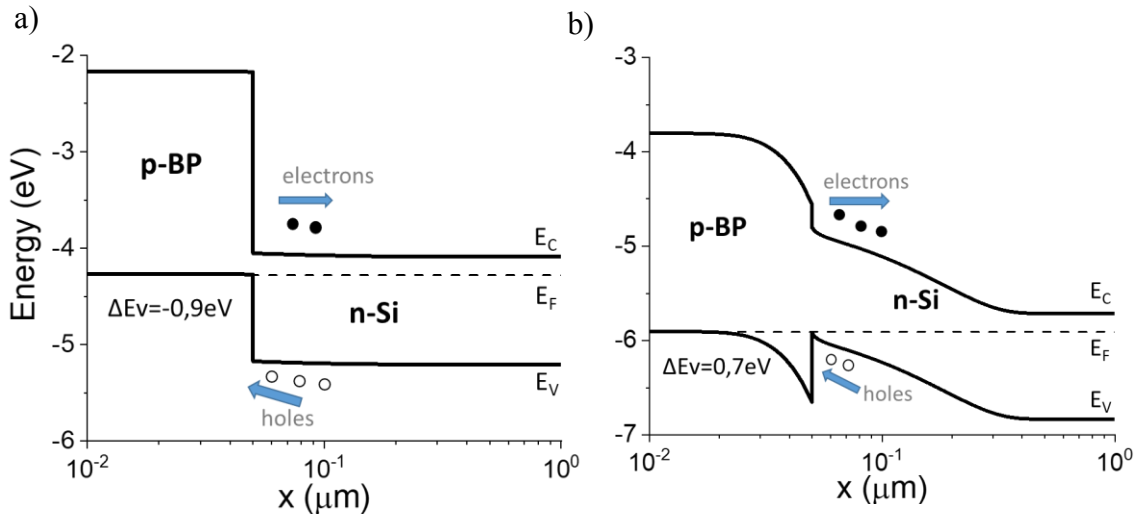 a)
-2
-3
-4
-5
-6
Energy (eV)
p-BP
electrons
E_C
E_F
ΔEv=-0,9eV
n-Si
E_V
holes
10^-2
10^-1
10^0
x (μm)
b)
-3
-4
-5
-6
-7
electrons
p-BP
n-Si
E_C
E_F
ΔEv=0,7eV
holes
E_V
10^-2
10^-1
10^0
x (μm)